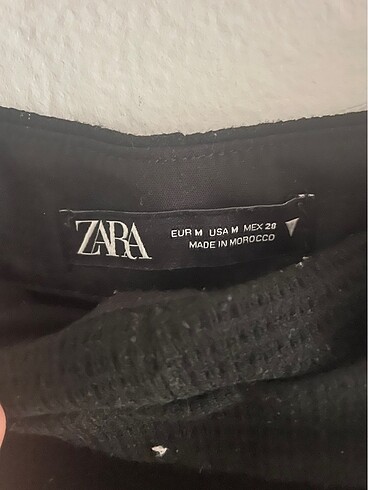 ZARA
EUR M USA M MEX 28
MADE IN MOROCCO